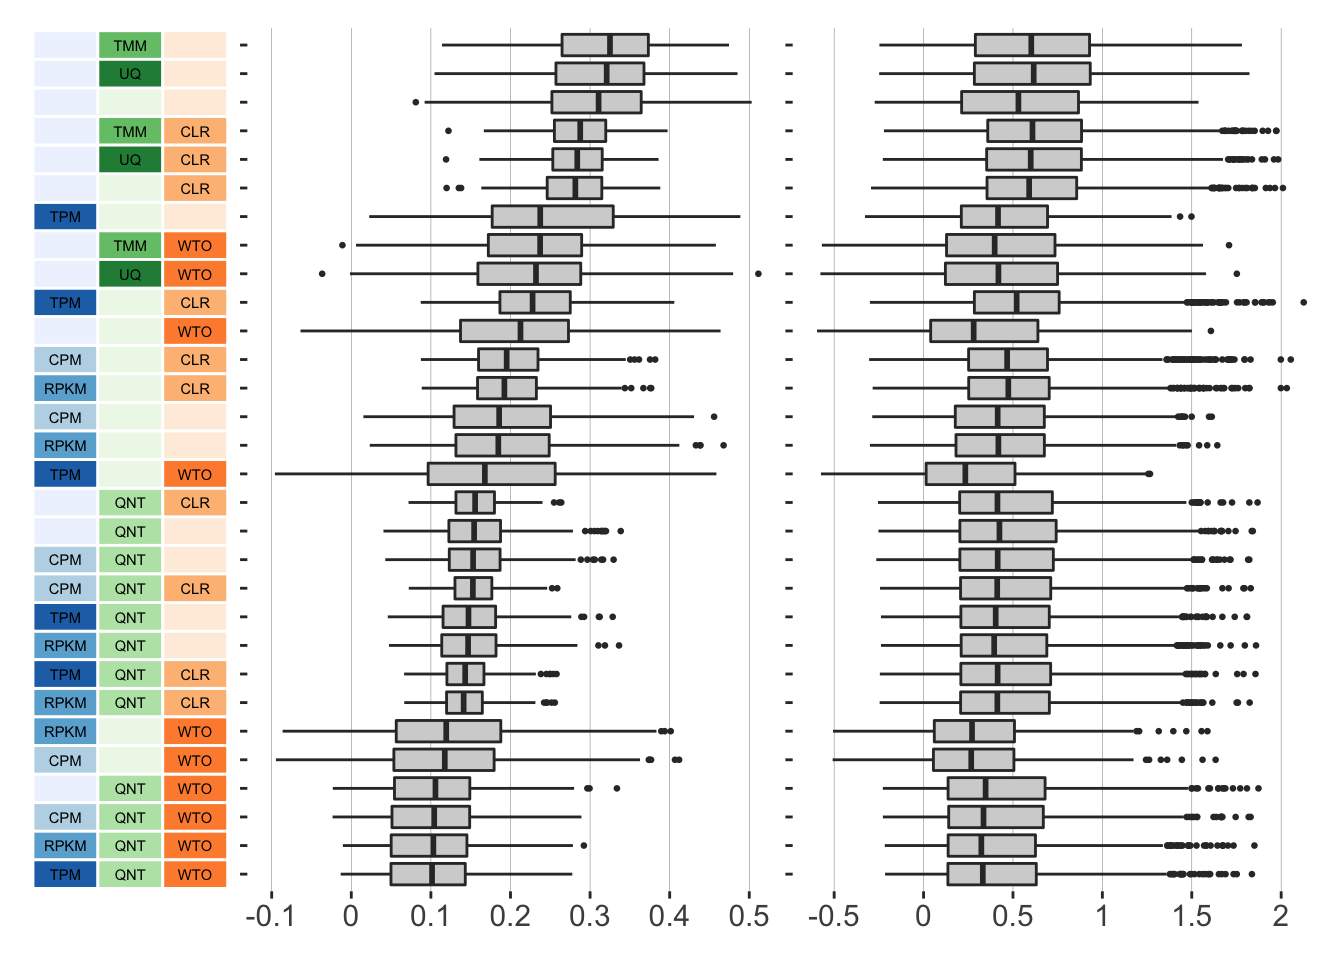 TMM
UQ
TMM CLR
UQ CLR
CLR
TPM
TMM WTO
UQ WTO
TPM CLR
WTO
CPM CLR
RPKM CLR
CPM
RPKM
TPM WTO
QNT CLR
QNT
CPM QNT
CPM QNT CLR
TPM QNT
RPKM QNT
TPM QNT CLR
RPKM QNT CLR
RPKM WTO
CPM WTO
QNT WTO
CPM QNT WTO
RPKM QNT WTO
TPM QNT WTO
-0.1 0 0.1 0.2 0.3 0.4 0.5 -0.5 0 0.5 1 1.5 2